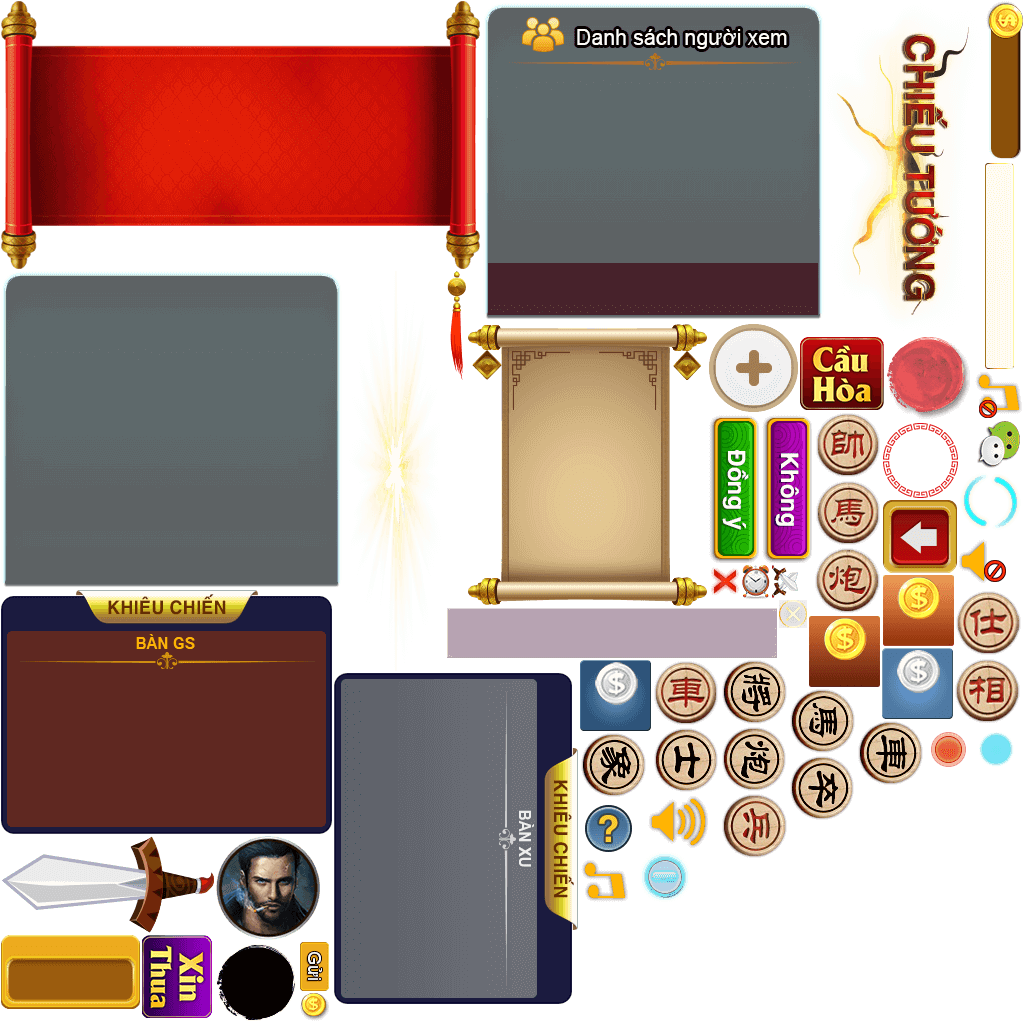 Danh sách người xem
CHIẾU TƯỚNG
Cầu
Hòa
Đồng ý
Không
帥
馬
炮
仕
相
車
將
馬
車
象
士
炮
卒
兵
KHIÊU CHIẾN
BÀN GS
KHIÊU CHIẾN
BÀN XU
?
Xin
Thua
Gửi
$
$
$
$
$
$